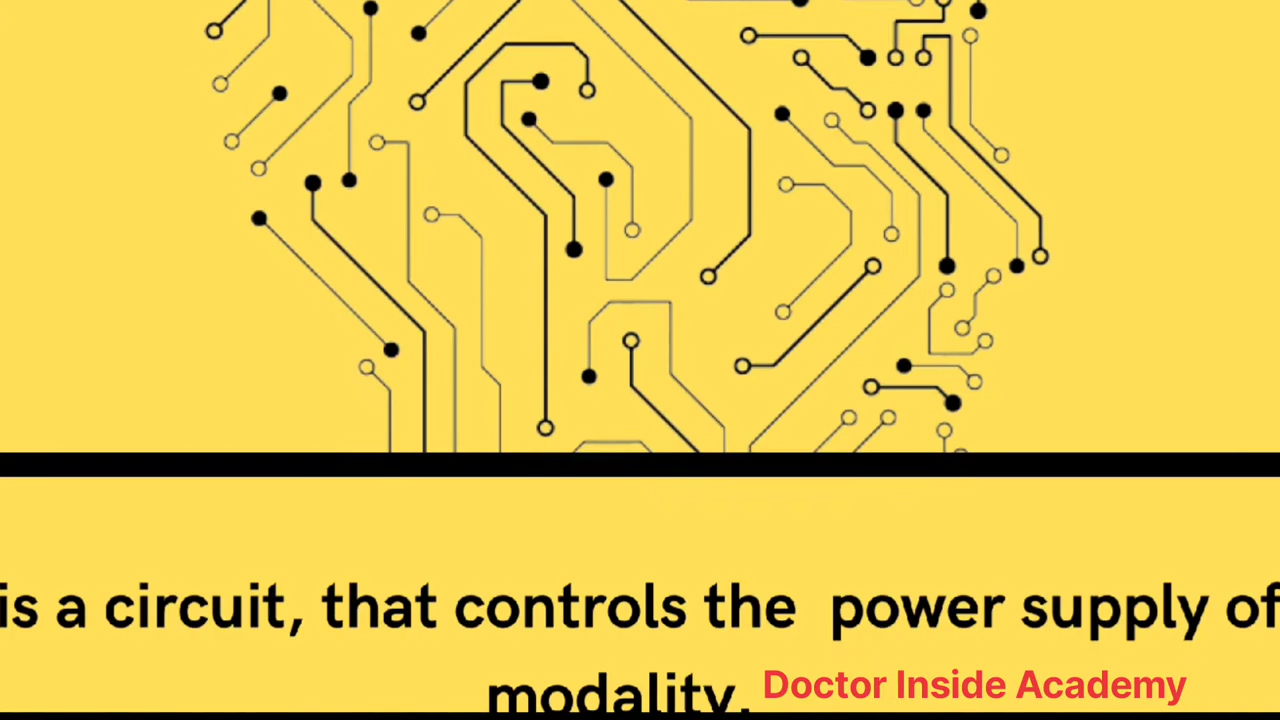 is a circuit, that controls the power supply of
modality.
Doctor Inside Academy